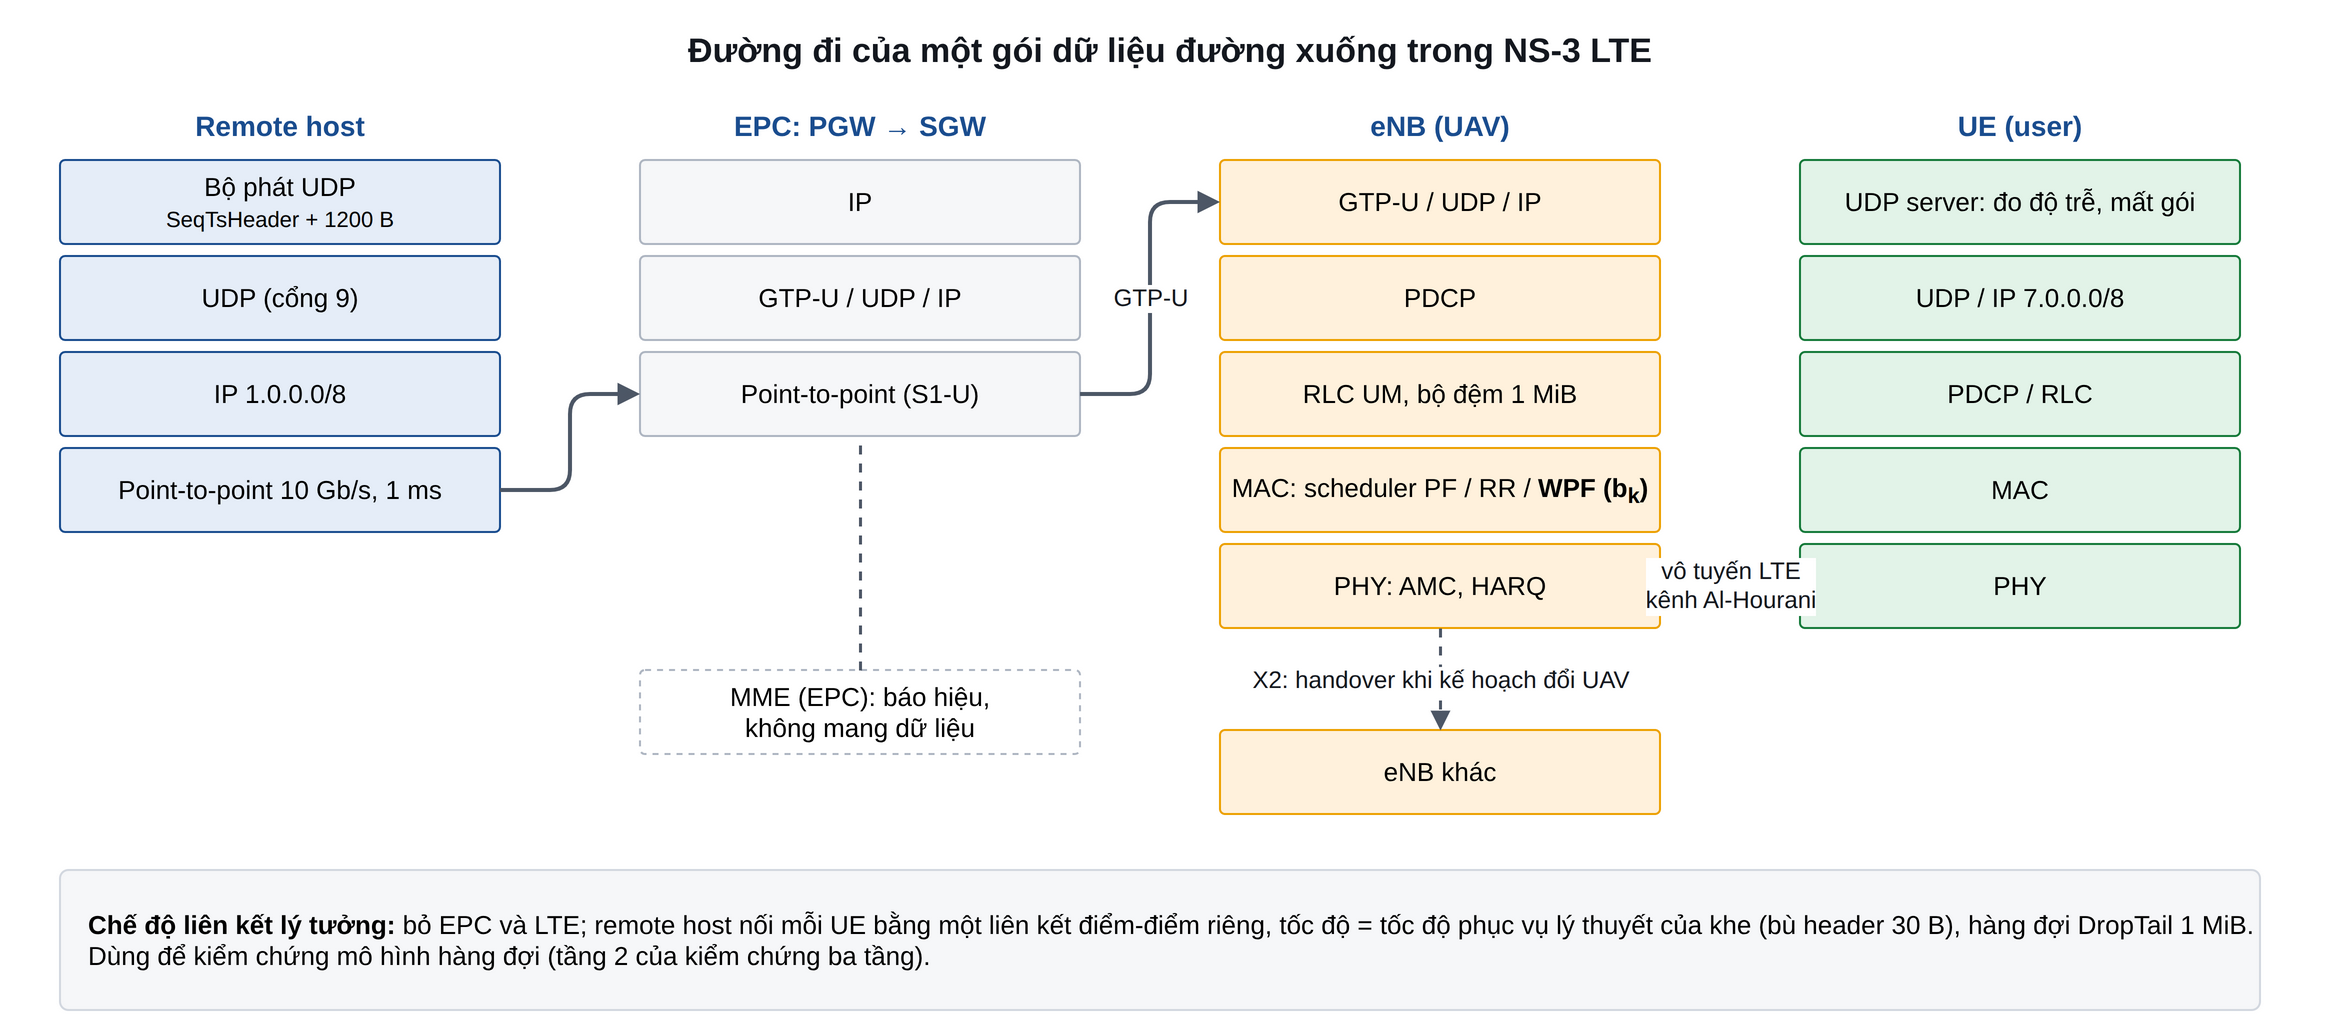 Đường đi của một gói dữ liệu đường xuống trong NS-3 LTE
Remote host
Bộ phát UDP
SeqTsHeader + 1200 B
UDP (cổng 9)
IP 1.0.0.0/8
Point-to-point 10 Gb/s, 1 ms
EPC: PGW → SGW
IP
GTP-U / UDP / IP
Point-to-point (S1-U)
MME (EPC): báo hiệu,
không mang dữ liệu
GTP-U
eNB (UAV)
GTP-U / UDP / IP
PDCP
RLC UM, bộ đệm 1 MiB
MAC: scheduler PF / RR / WPF (bk)
PHY: AMC, HARQ
X2: handover khi kế hoạch đổi UAV
eNB khác
vô tuyến LTE
kênh Al-Hourani
UE (user)
UDP server: đo độ trễ, mất gói
UDP / IP 7.0.0.0/8
PDCP / RLC
MAC
PHY
Chế độ liên kết lý tưởng: bỏ EPC và LTE; remote host nối mỗi UE bằng một liên kết điểm-điểm riêng, tốc độ = tốc độ phục vụ lý thuyết của khe (bù header 30 B), hàng đợi DropTail 1 MiB.
Dùng để kiểm chứng mô hình hàng đợi (tầng 2 của kiểm chứng ba tầng).